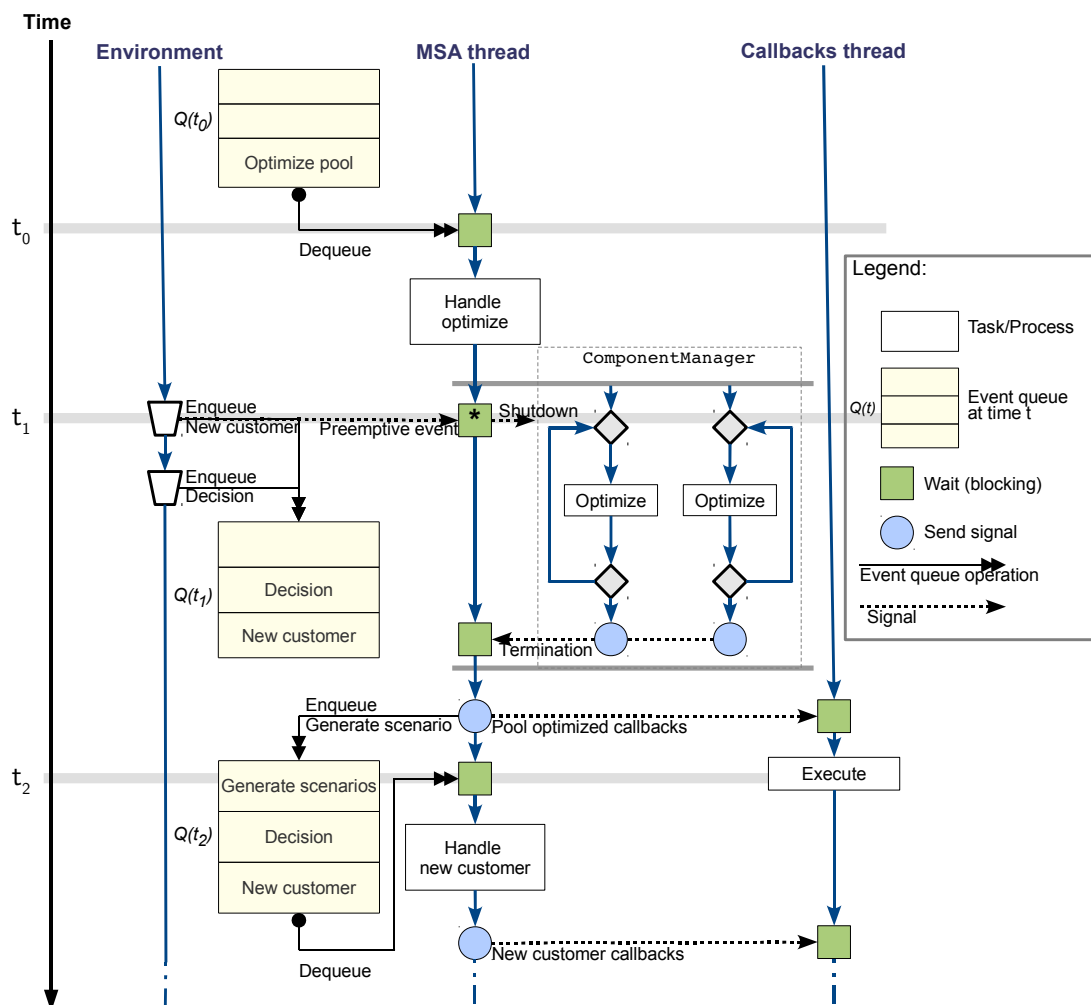 Time
Environment
MSA thread
Callbacks thread
Q(t0)
Optimize pool
t0
Dequeue
Handle
optimize
Legend:
Task/Process
Q(t)
Event queue
at time t
Wait (blocking)
Send signal
Event queue operation
Signal
ComponentManager
t1
Enqueue
New customer
Preemptive event
*
Shutdown
Enqueue
Decision
Optimize
Optimize
Q(t1)
Decision
New customer
Termination
Enqueue
Generate scenario
Pool optimized callbacks
t2
Generate scenarios
Execute
Q(t2)
Decision
Handle
new customer
New customer
Dequeue
New customer callbacks